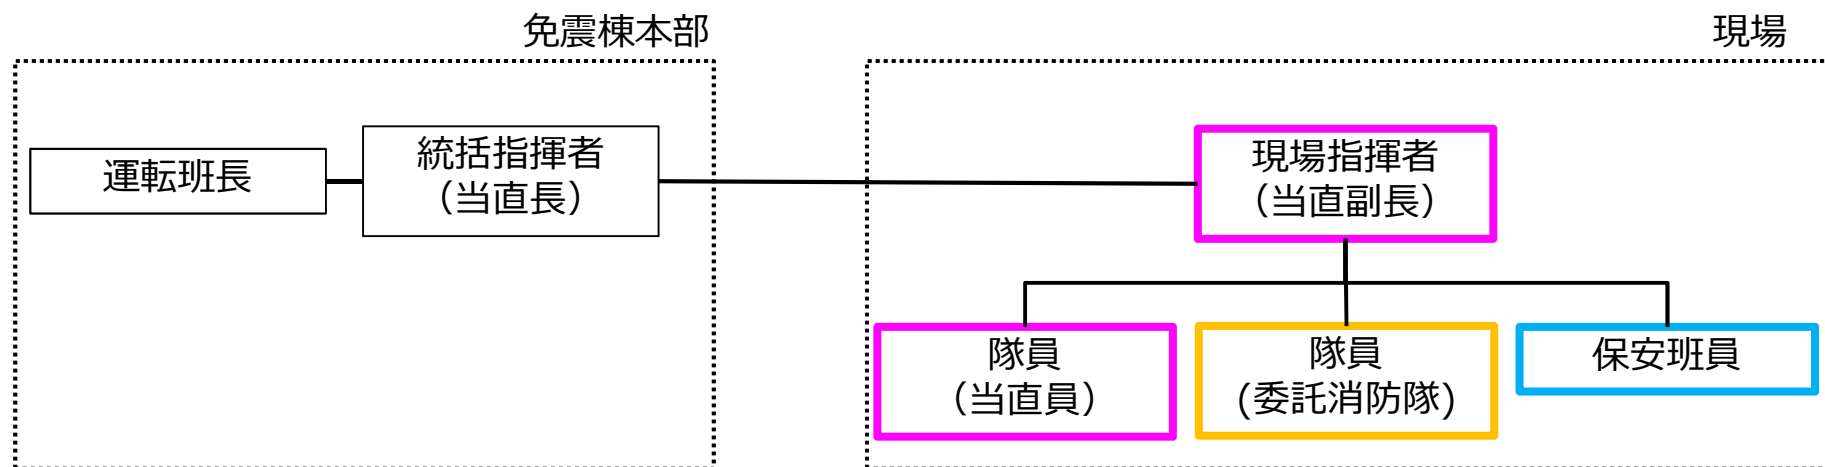 免震棟本部
現場
運転班長
統括指揮者
（当直長）
現場指揮者
（当直副長）
隊員
（当直員）
隊員
(委託消防隊)
保安班員